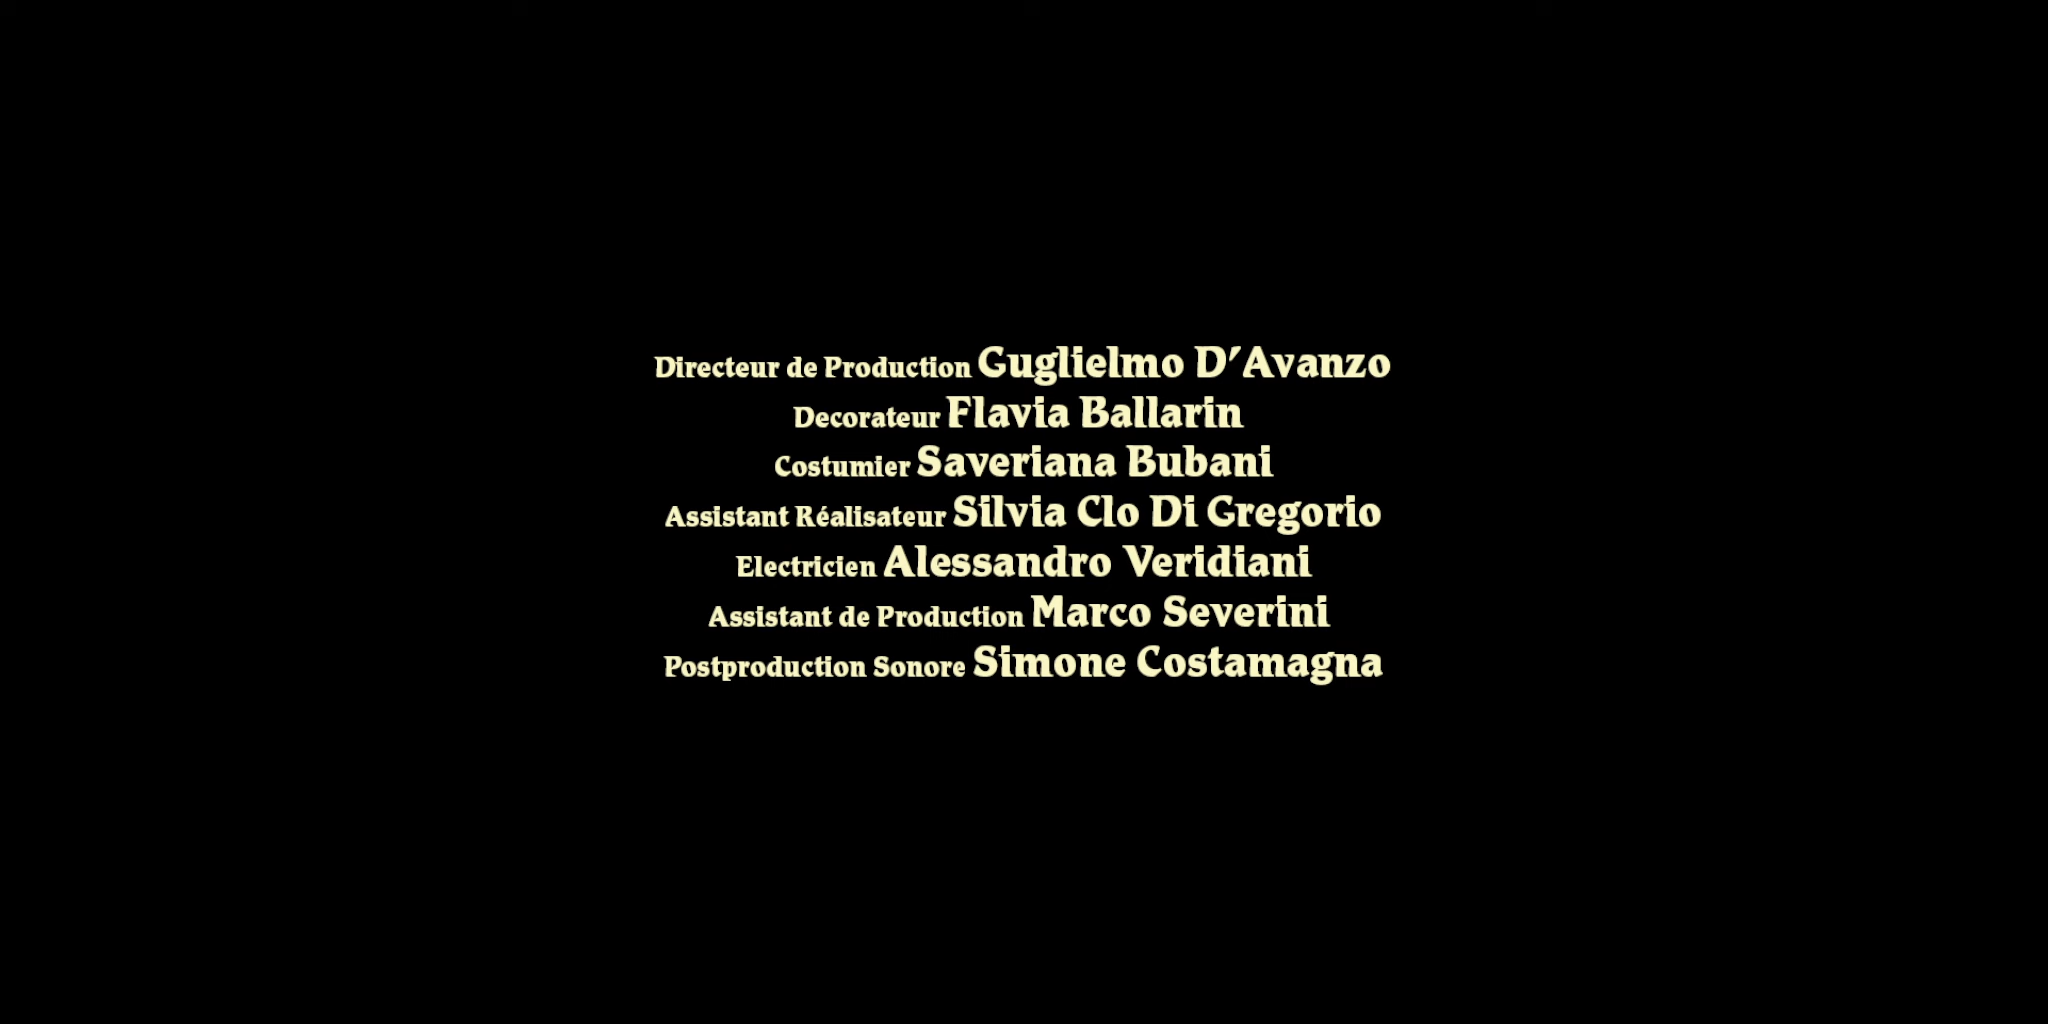 Directeur de Production Guglielmo D'Avanzo
Decorateur Flavia Ballarin
Costumier Saveriana Bubani
Assistant Réalisateur Silvia Clo Di Gregorio
Electricien Alessandro Veridiani
Assistant de Production Marco Severini
Postproduction Sonore Simone Costamagna